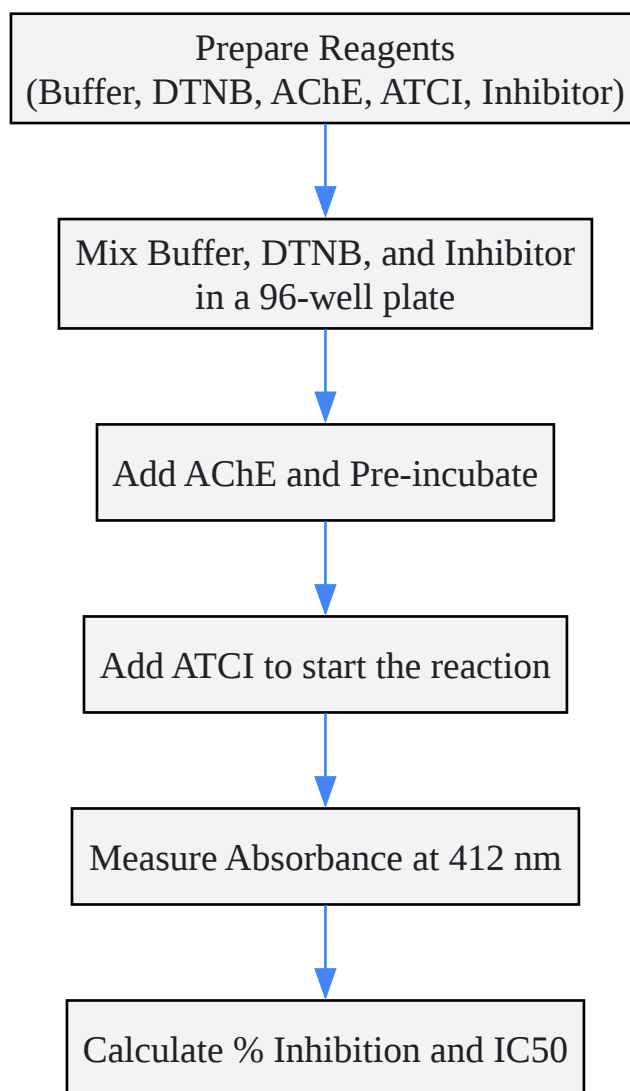 Prepare Reagents
(Buffer, DTNB, AChE, ATCI, Inhibitor)
Mix Buffer, DTNB, and Inhibitor
in a 96-well plate
Add AChE and Pre-incubate
Add ATCI to start the reaction
Measure Absorbance at 412 nm
Calculate % Inhibition and IC50